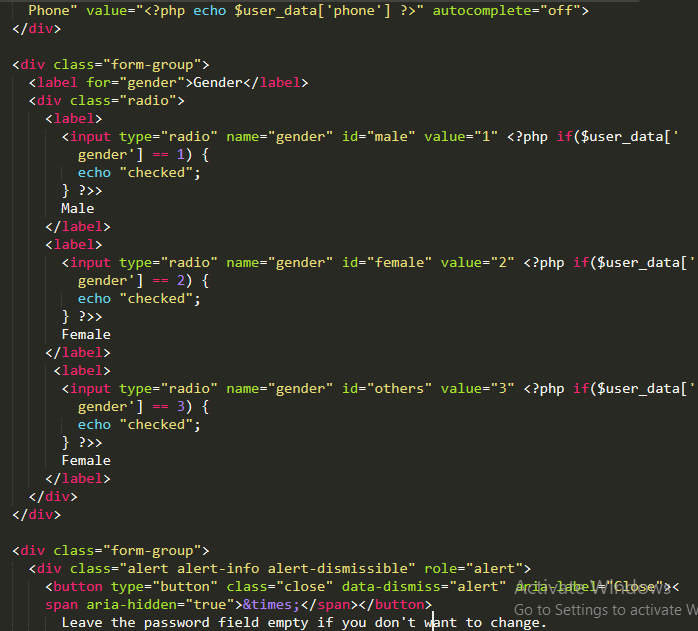 Phone" value="<?php echo $user_data['phone'] ?>" autocomplete="off">
</div>
<div class="form-group">
<label for="gender">Gender</label>
<div class="radio">
<label>
<input type="radio" name="gender" id="male" value="1" <?php if($user_data['
gender'] == 1) {
echo "checked";
} ?>>
Male
</label>
<label>
<input type="radio" name="gender" id="female" value="2" <?php if($user_data['
gender'] == 2) {
echo "checked";
} ?>>
Female
</label>
<label>
<input type="radio" name="gender" id="others" value="3" <?php if($user_data['
gender'] == 3) {
echo "checked";
} ?>>
Female
</label>
</div>
</div>
<div class="form-group">
<div class="alert alert-info alert-dismissible" role="alert">
<button type="button" class="close" data-dismiss="alert" aria-label="Close"><
span aria-hidden="true">&times;</span></button>
Leave the password field empty if you don't want to change.
Activate Windows
Go to Settings to activate W